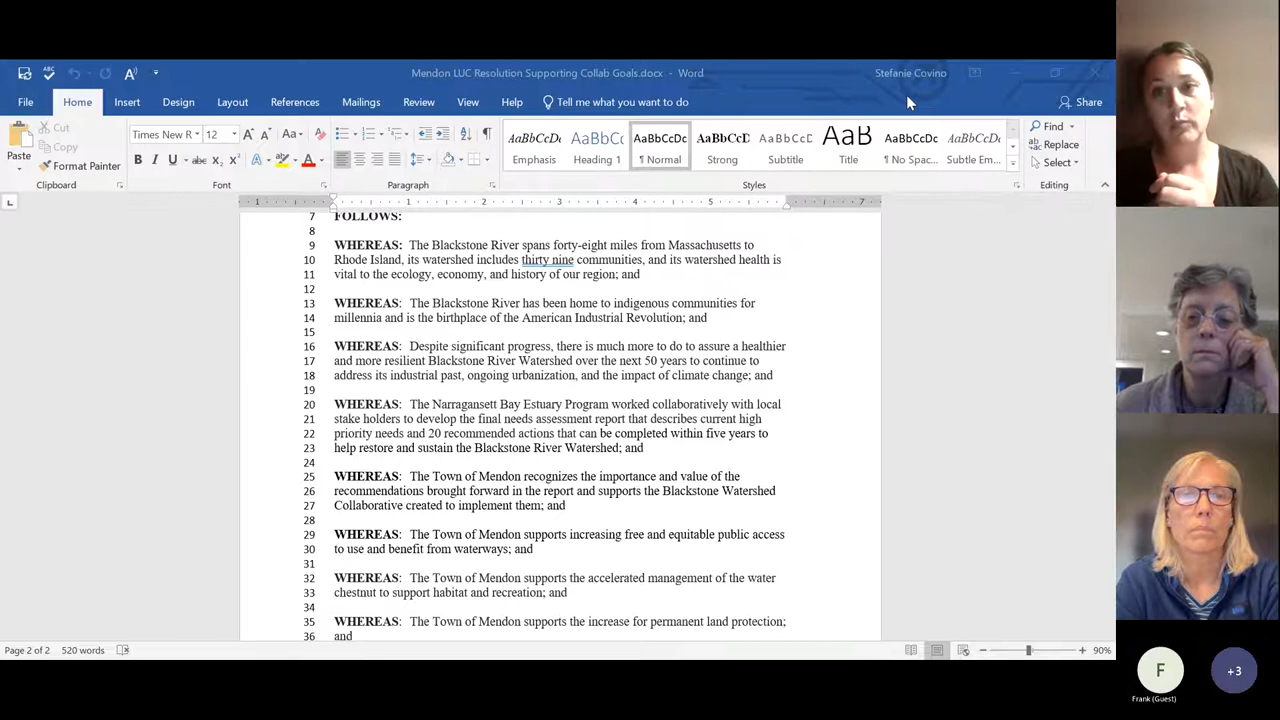 Mendon LUC Resolution Supporting Collab Goals.docx - Word
Stefanie Covino
File Home Insert Design Layout References Mailings Review View Help Tell me what you want to do Share
Paste
Cut
Copy
Format Painter
Clipboard
Times New R 12
Font
Paragraph
AaBbCcDc AaBbCc AaBbCcDc AaBbCcD AaBbCcDc AaB AaBbCcDc AaBbCcDc
Emphasis Heading 1 ¶ Normal Strong Subtitle Title ¶ No Spac... Subtle Em...
Styles
Find
Replace
Select
Editing
1 1 2 3 4 5 7
7 FOLLOWS:
8
9 WHEREAS: The Blackstone River spans forty-eight miles from Massachusetts to
10 Rhode Island, its watershed includes thirty nine communities, and its watershed health is
11 vital to the ecology, economy, and history of our region; and
12
13 WHEREAS: The Blackstone River has been home to indigenous communities for
14 millennia and is the birthplace of the American Industrial Revolution; and
15
16 WHEREAS: Despite significant progress, there is much more to do to assure a healthier
17 and more resilient Blackstone River Watershed over the next 50 years to continue to
18 address its industrial past, ongoing urbanization, and the impact of climate change; and
19
20 WHEREAS: The Narragansett Bay Estuary Program worked collaboratively with local
21 stake holders to develop the final needs assessment report that describes current high
22 priority needs and 20 recommended actions that can be completed within five years to
23 help restore and sustain the Blackstone River Watershed; and
24
25 WHEREAS: The Town of Mendon recognizes the importance and value of the
26 recommendations brought forward in the report and supports the Blackstone Watershed
27 Collaborative created to implement them; and
28
29 WHEREAS: The Town of Mendon supports increasing free and equitable public access
30 to use and benefit from waterways; and
31
32 WHEREAS: The Town of Mendon supports the accelerated management of the water
33 chestnut to support habitat and recreation; and
34
35 WHEREAS: The Town of Mendon supports the increase for permanent land protection;
36 and
Page 2 of 2 520 words
90%
F
Frank (Guest)
+3